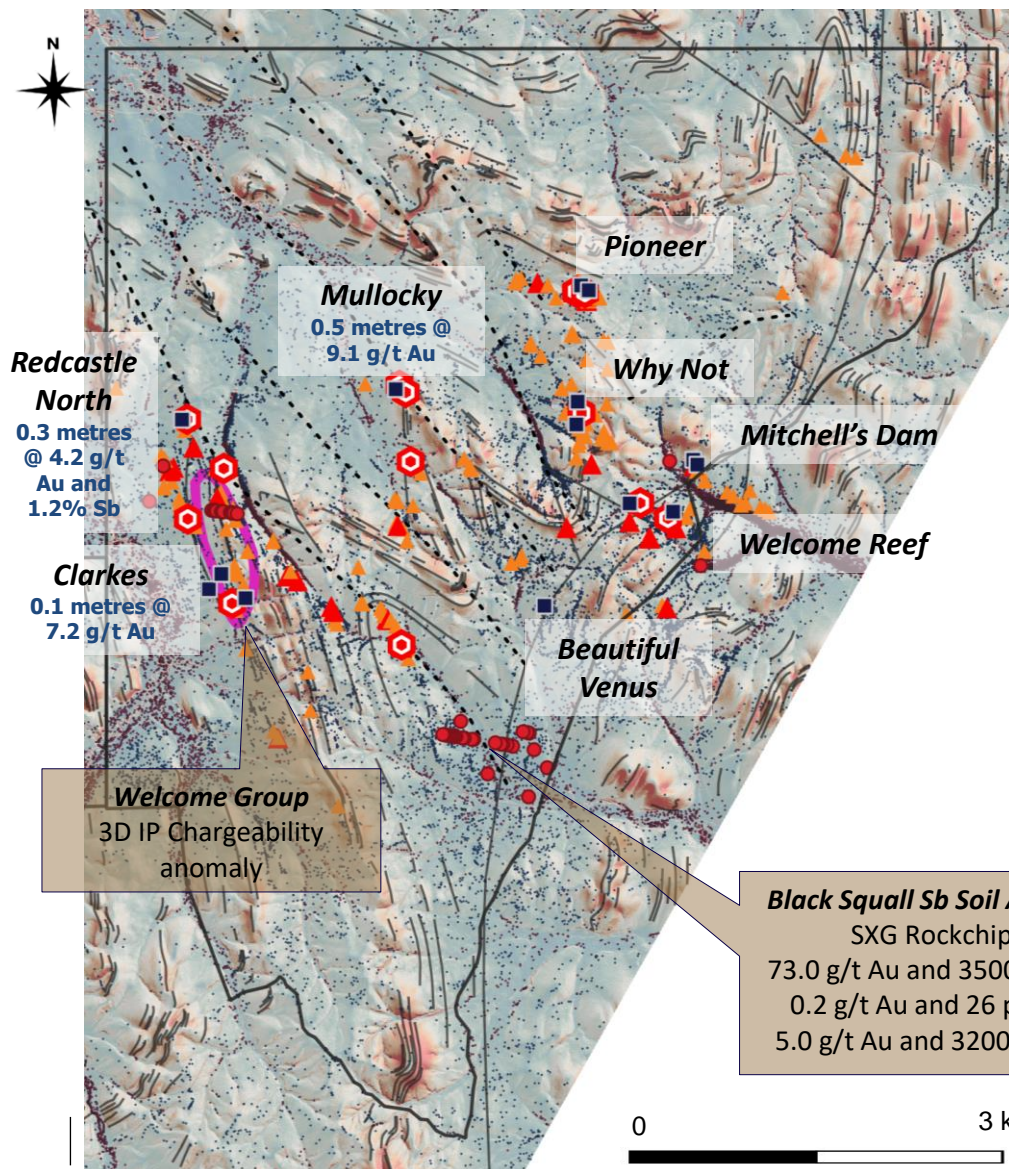 N
Pioneer
Mullocky
0.5 metres @
9.1 g/t Au
Redcastle
North
0.3 metres
@ 4.2 g/t
Au and
1.2% Sb
Why Not
Mitchell's Dam
Welcome Reef
Clarkes
0.1 metres @
7.2 g/t Au
Beautiful
Venus
Welcome Group
3D IP Chargeability
anomaly
Black Squall Sb Soil
SXG Rockchip
73.0 g/t Au and 3500
0.2 g/t Au and 26
5.0 g/t Au and 3200
0
3